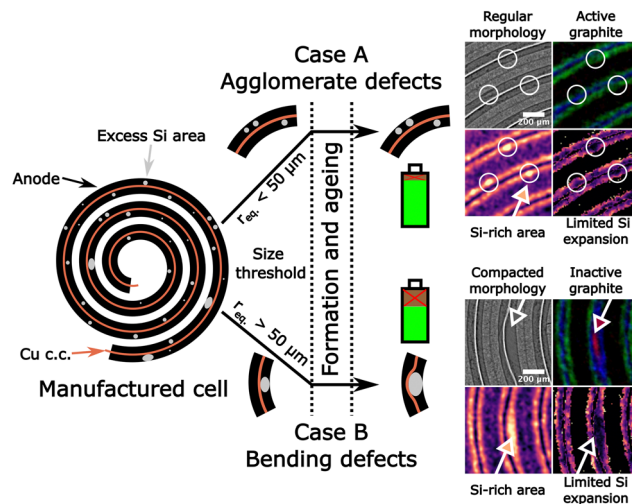 Case A
Agglomerate defects
Excess Si area
Anode
r eq. < 50 μm
Size
threshold
Formation and ageing
r eq. > 50 μm
Cu c.c.
Manufactured cell
Case B
Bending defects
Regular
morphology
Active
graphite
200 μm
Si-rich area
Limited Si
expansion
Compacted
morphology
Inactive
graphite
200 μm
Si-rich area
Limited Si
expansion